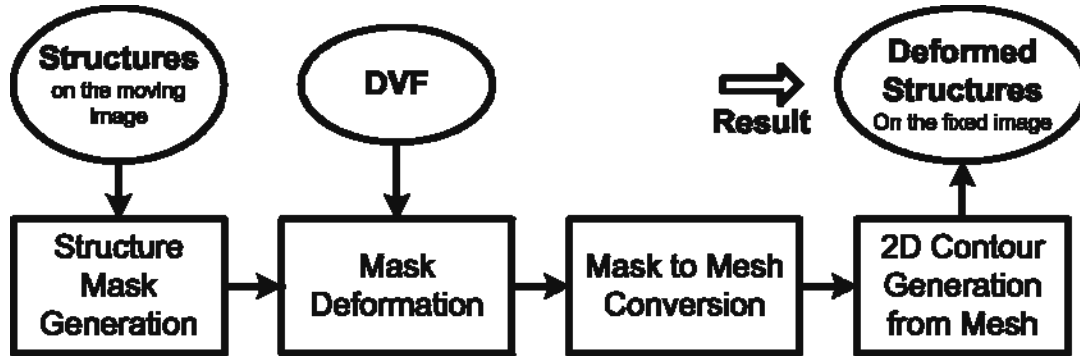 Structures
on the moving
image
DVF
Result
Deformed
Structures
On the fixed image
Structure
Mask
Generation
Mask
Deformation
Mask to Mesh
Conversion
2D Contour
Generation
from Mesh